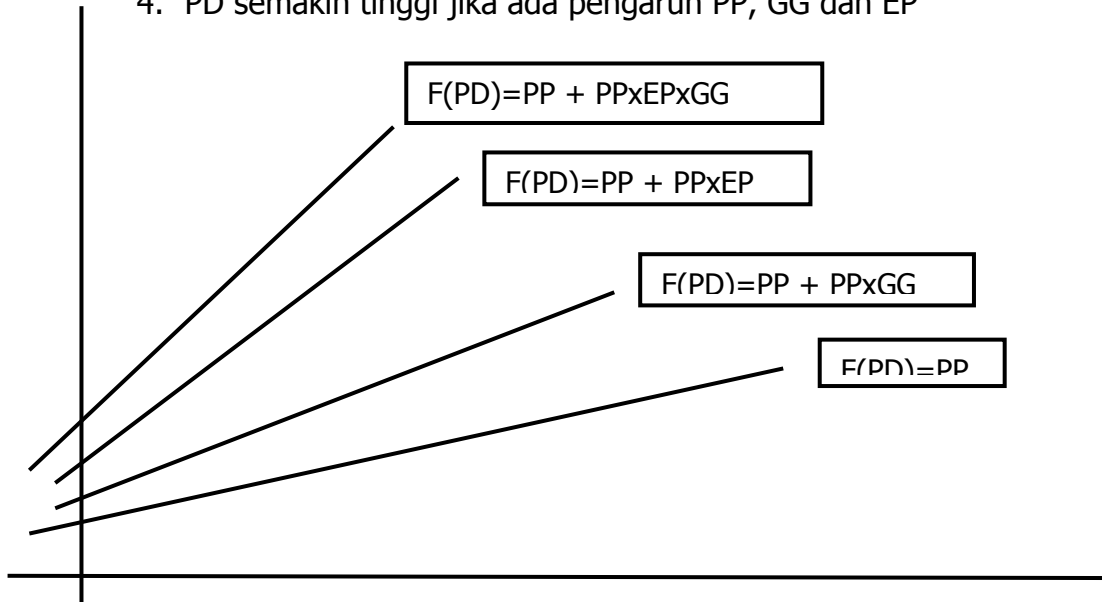 4. PD semakin tinggi jika ada pengaruh PP, GG dan EP
F(PD)=PP + PPxEPxGG
F(PD)=PP + PPxEP
F(PD)=PP + PPxGG
F(PD)=PP